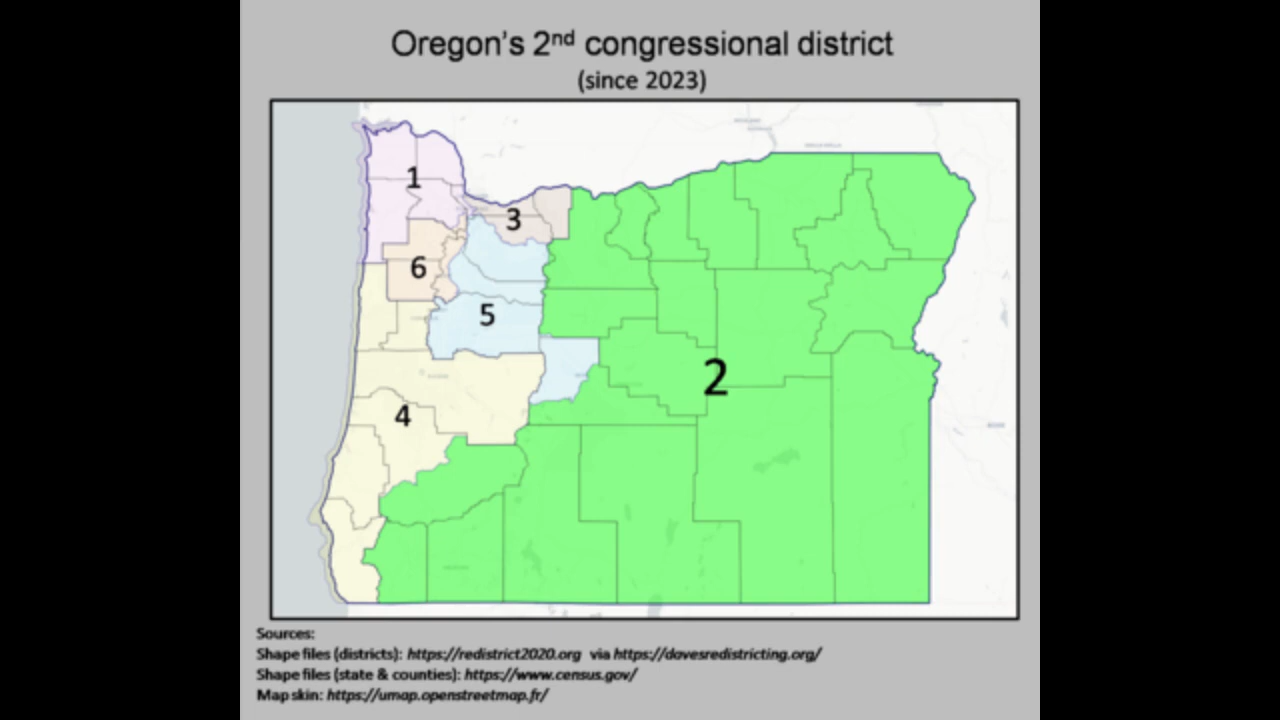 Oregon's 2nd congressional district
(since 2023)
1
3
6
5
2
4
Sources:
Shape files (districts): https://redistrict2020.org via https://davesredistricting.org/
Shape files (state & counties): https://www.census.gov/
Map skin: https://umap.openstreetmap.fr/